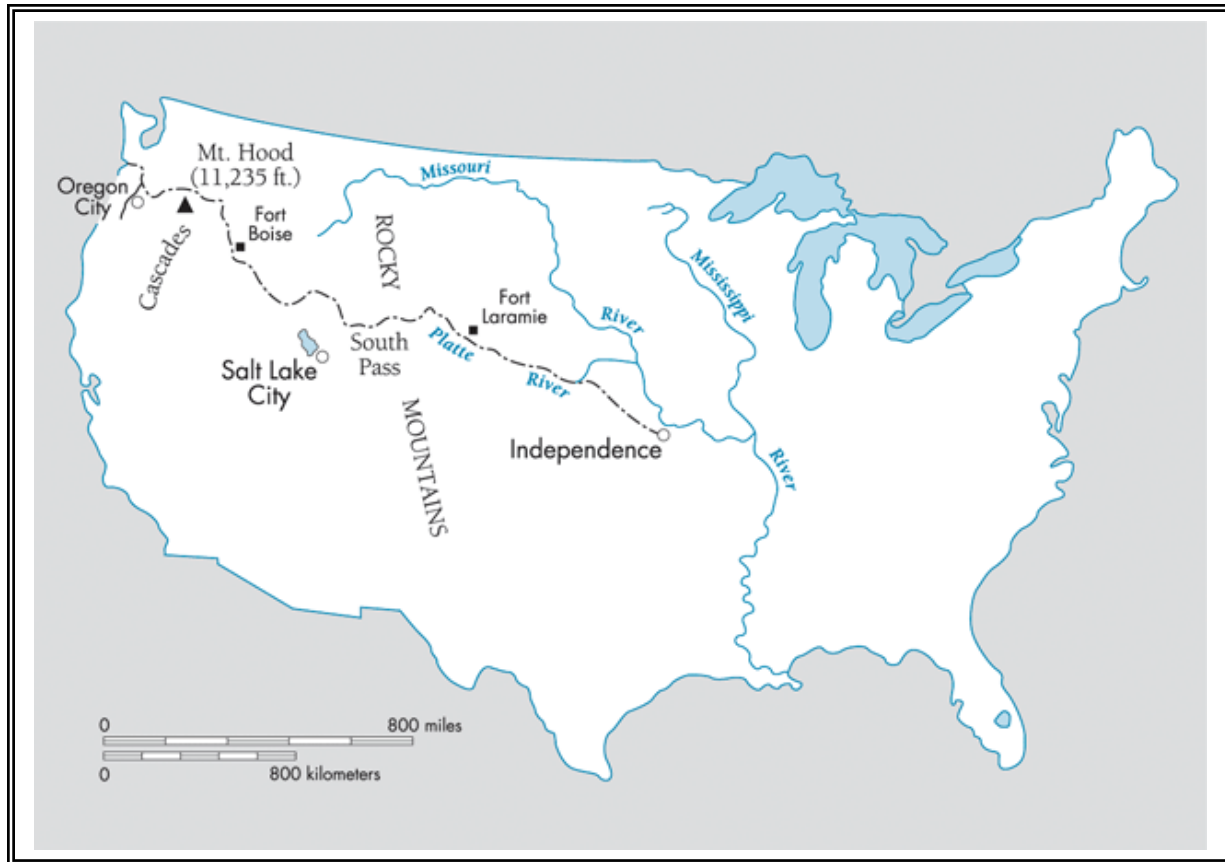 Mt. Hood
(11,235 ft.)
Oregon
City
Cascades
Fort
Boise
Missouri
River
ROCKY
MOUNTAINS
Mississippi
River
Fort
Laramie
Platte
River
South
Pass
Salt Lake
City
Independence
0 800 miles
0 800 kilometers